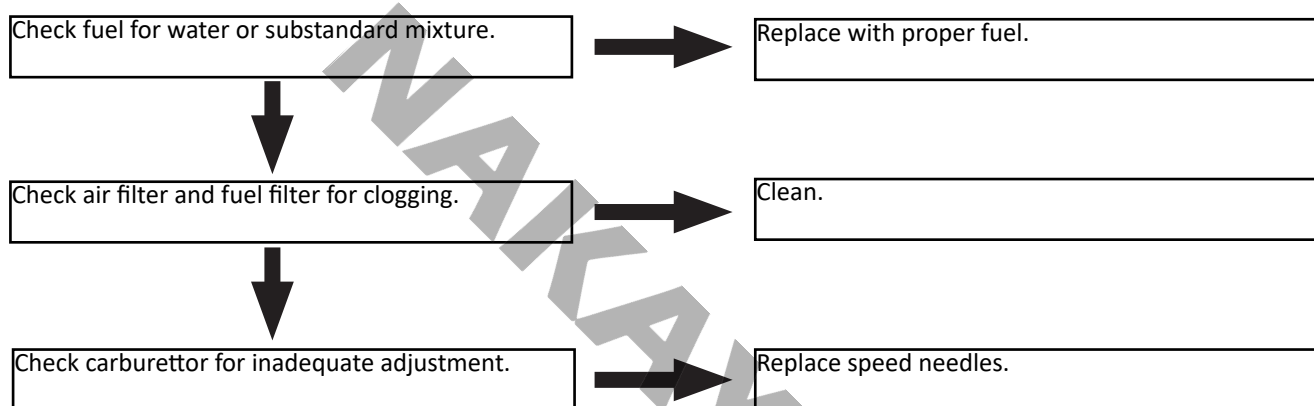 Check fuel for water or substandard mixture.
Replace with proper fuel.
Check air filter and fuel filter for clogging.
Clean.
Check carburettor for inadequate adjustment.
Replace speed needles.